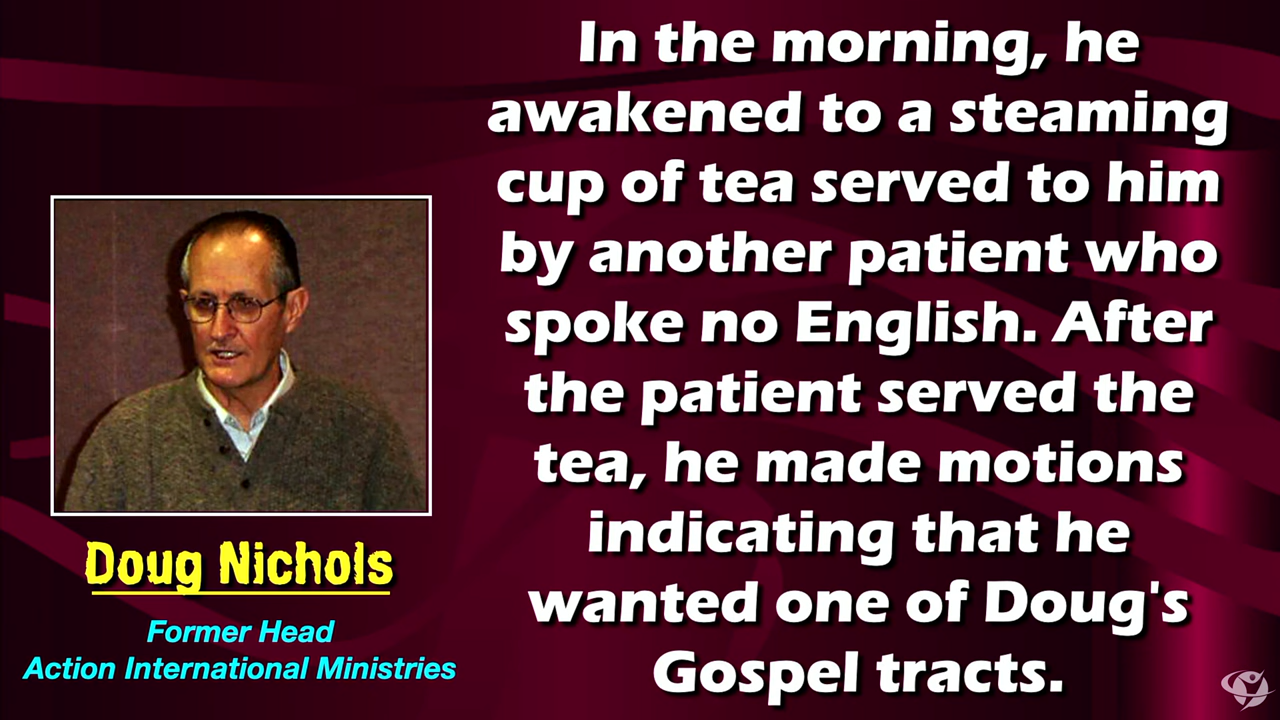 In the morning, he
awakened to a steaming
cup of tea served to him
by another patient who
spoke no English. After
the patient served the
tea, he made motions
indicating that he
wanted one of Doug's
Gospel tracts.
Doug Nichols
Former Head
Action International Ministries